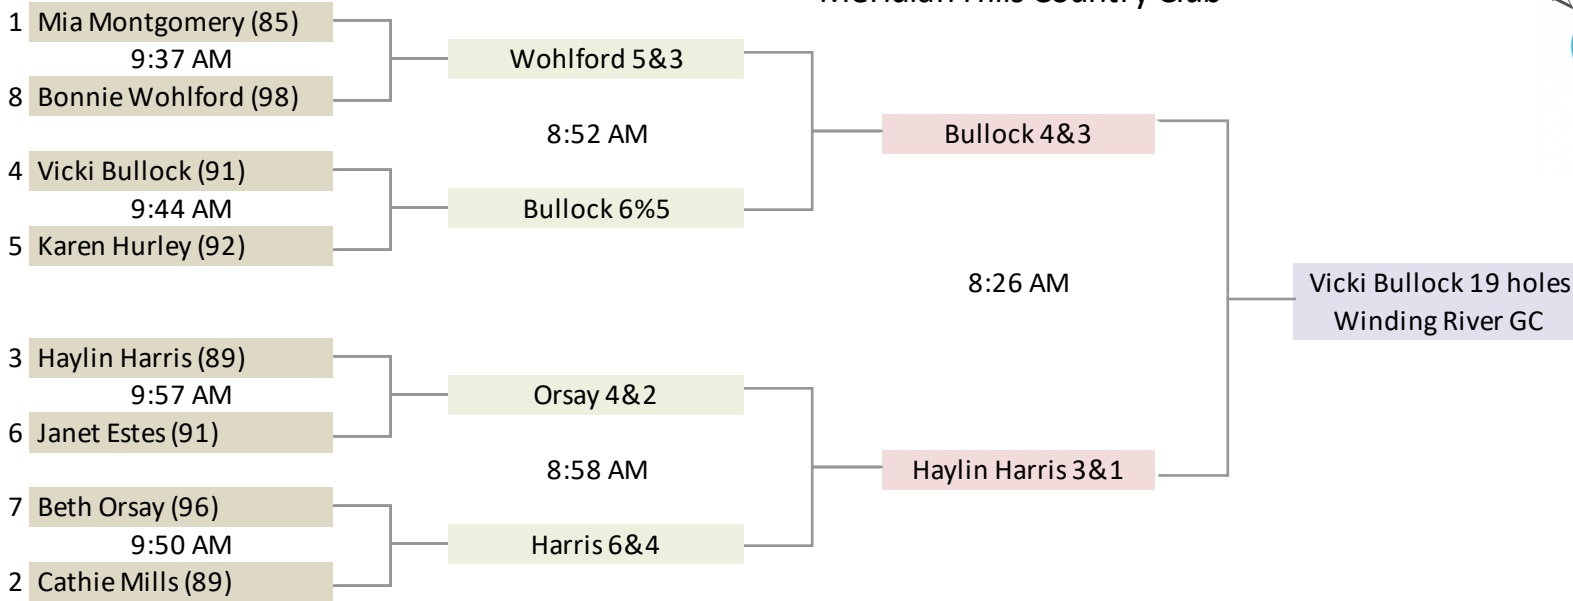 Meridian Hills Country Club
1 Mia Montgomery (85)
9:37 AM
8 Bonnie Wohlford (98)
Wohlford 5&3
8:52 AM
4 Vicki Bullock (91)
9:44 AM
5 Karen Hurley (92)
Bullock 6%5
Bullock 4&3
8:26 AM
3 Haylin Harris (89)
9:57 AM
6 Janet Estes (91)
Orsay 4&2
8:58 AM
7 Beth Orsay (96)
9:50 AM
2 Cathie Mills (89)
Harris 6&4
Haylin Harris 3&1
Vicki Bullock 19 holes
Winding River GC